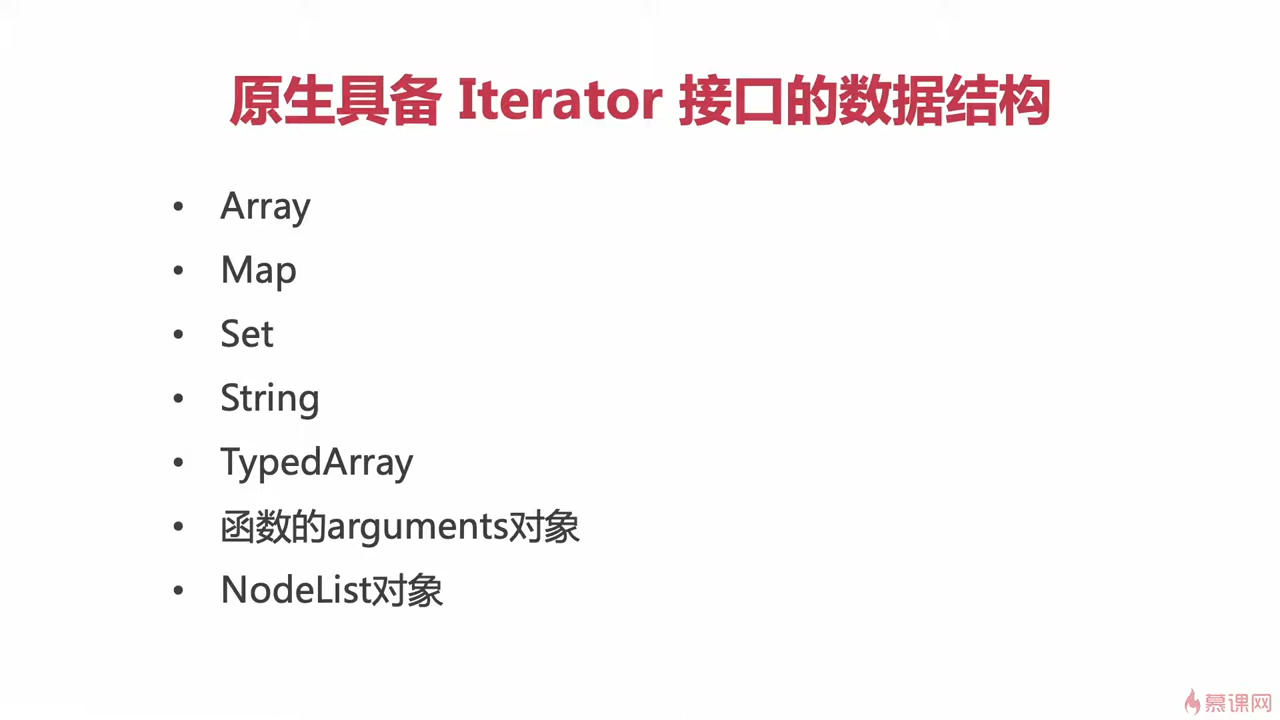 原生具备 Iterator 接口的数据结构
• Array
• Map
• Set
• String
• TypedArray
• 函数的arguments对象
• NodeList对象
慕课网